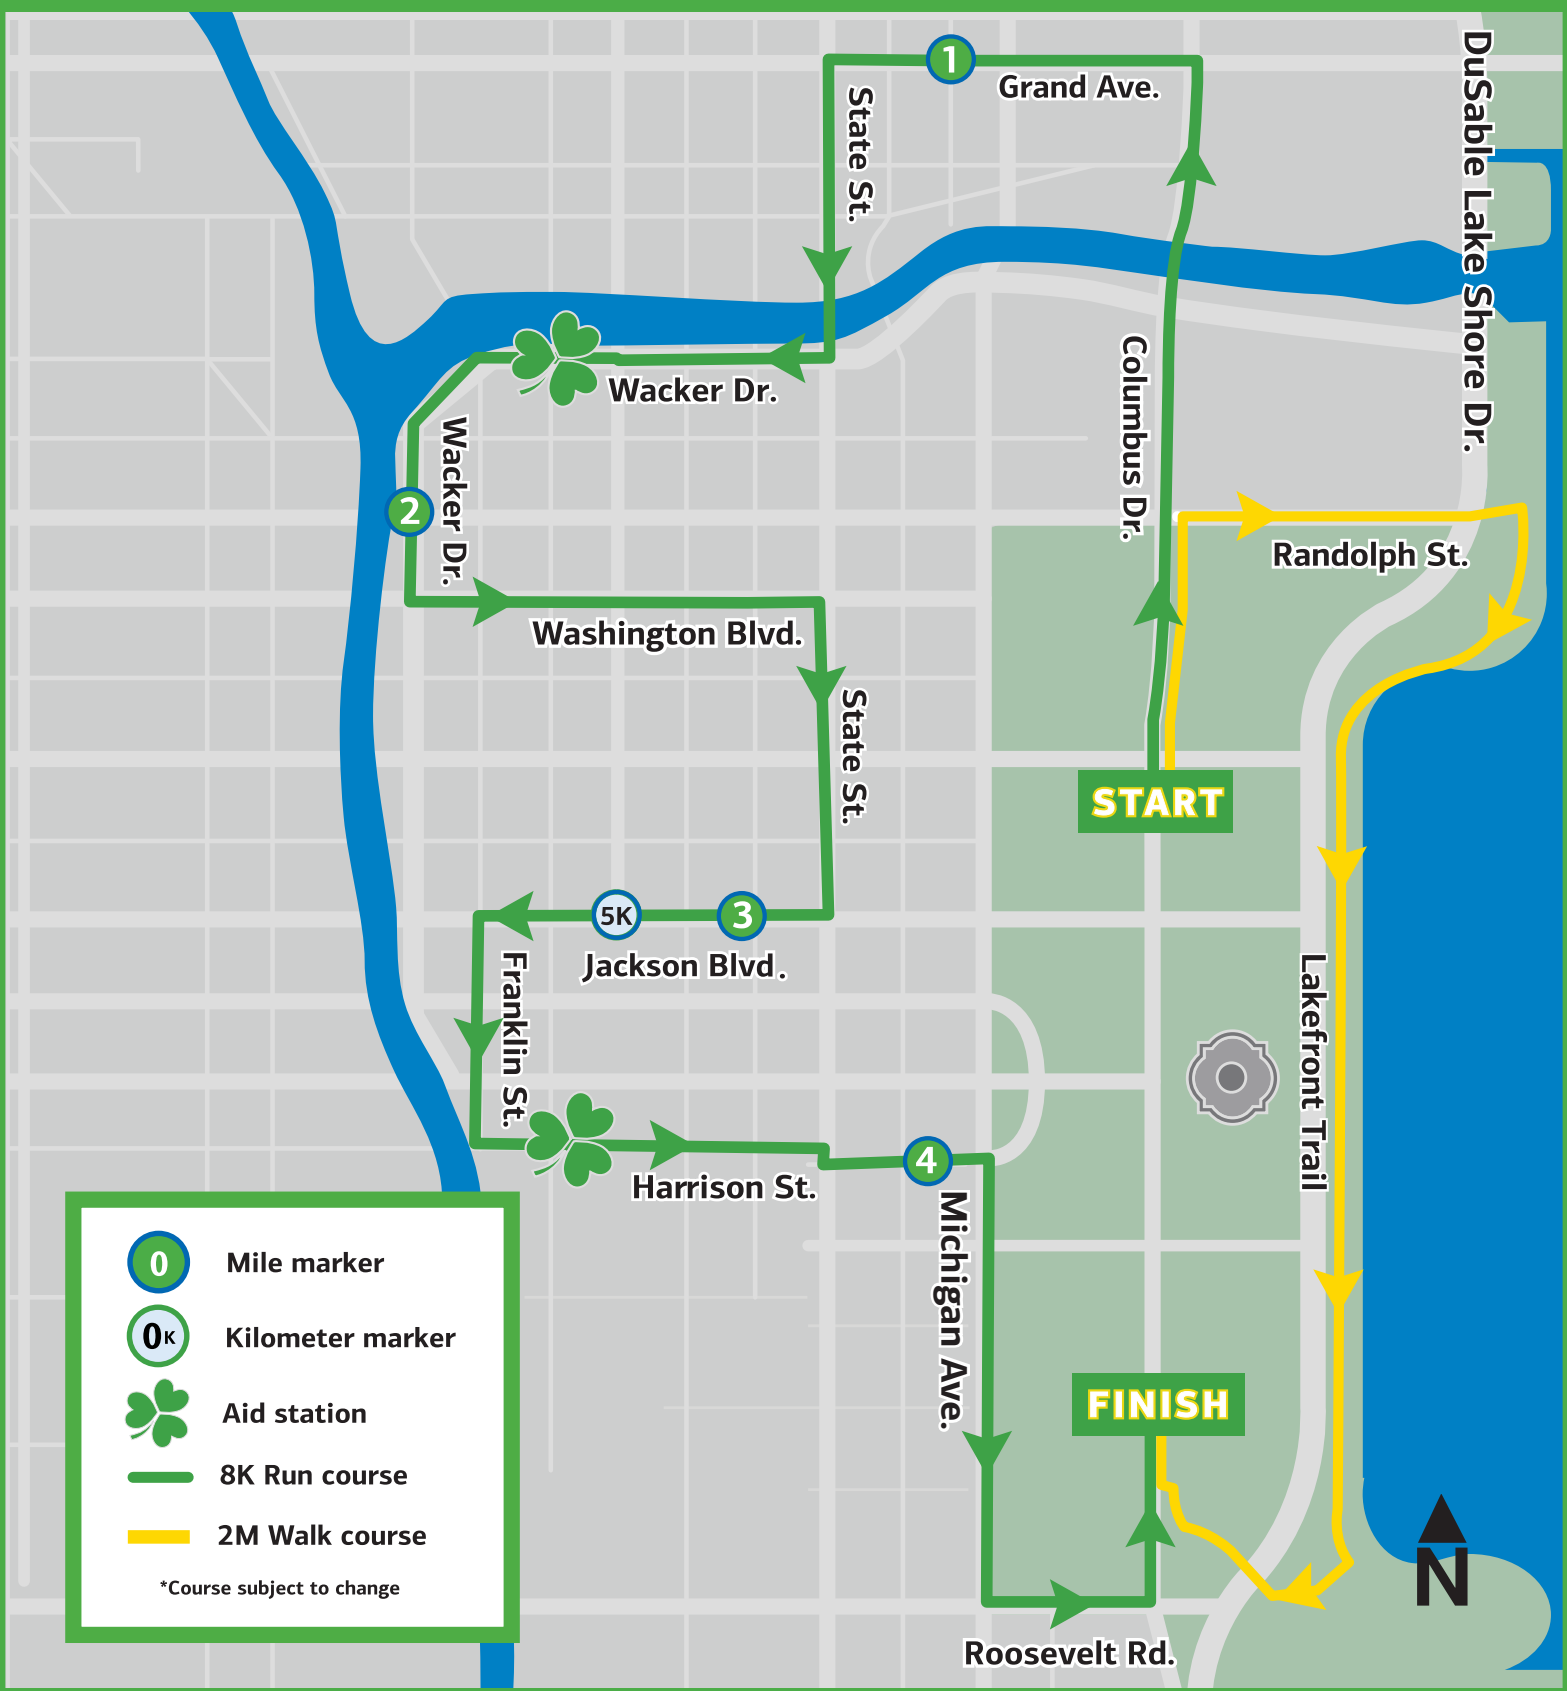 DuSable Lake Shore Dr.
1
Grand Ave.
State St.
Columbus Dr.
Wacker Dr.
Wacker Dr.
2
Randolph St.
Washington Blvd.
State St.
START
5K
3
Jackson Blvd.
Franklin St.
Lakefront Trail
Harrison St.
4
Michigan Ave.
FINISH
Roosevelt Rd.
N
0 Mile marker
0K Kilometer marker
Aid station
8K Run course
2M Walk course
*Course subject to change